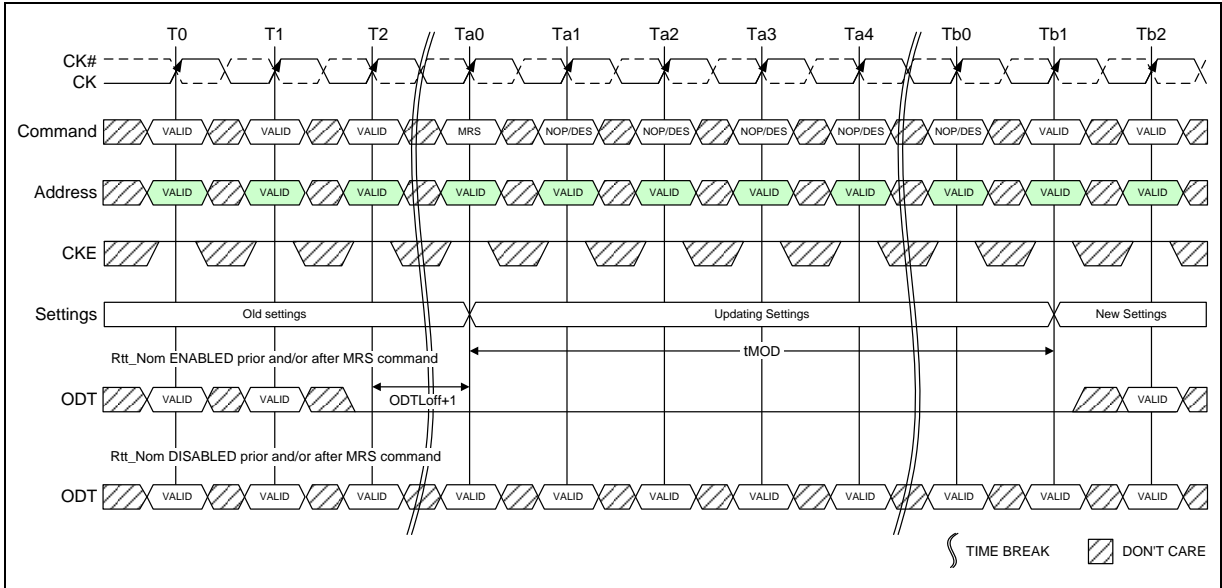 T0 T1 T2 Ta0 Ta1 Ta2 Ta3 Ta4 Tb0 Tb1 Tb2
CK#
CK
Command VALID VALID VALID MRS NOP/DES NOP/DES NOP/DES NOP/DES NOP/DES VALID VALID
Address VALID VALID VALID VALID VALID VALID VALID VALID VALID VALID VALID
CKE
Settings Old settings Updating Settings New Settings
Rtt_Nom ENABLED prior and/or after MRS command tMOD
ODT VALID VALID ODTLoff+1 VALID
Rtt_Nom DISABLED prior and/or after MRS command
ODT VALID VALID VALID VALID VALID VALID VALID VALID VALID VALID VALID
TIME BREAK DON'T CARE